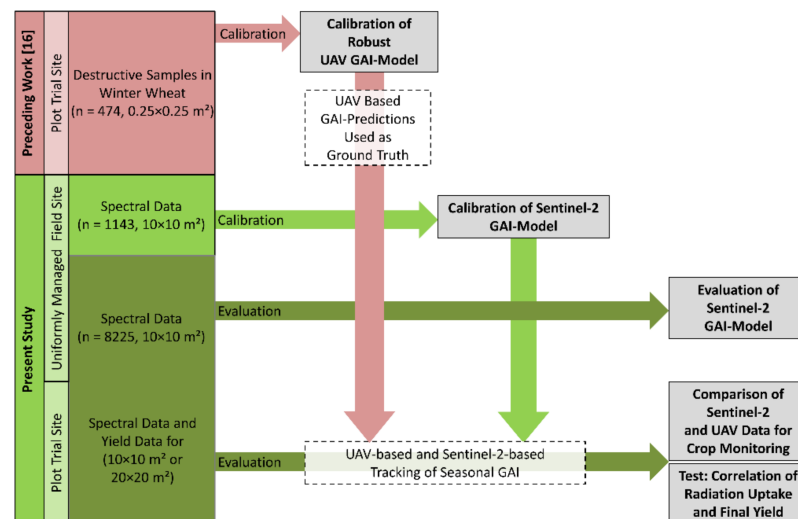 Preceding Work [16]
Plot Trial Site
Destructive Samples in
Winter Wheat
(n = 474, 0.25×0.25 m²)
Calibration
Calibration of
Robust
UAV GAI-Model
UAV Based
GAI-Predictions
Used as
Ground Truth
Present Study
Uniformly Managed Field Site
Spectral Data
(n = 1143, 10×10 m²)
Calibration
Calibration of Sentinel-2
GAI-Model
Spectral Data
(n = 8225, 10×10 m²)
Evaluation
Evaluation of
Sentinel-2
GAI-Model
Plot Trial Site
Spectral Data and
Yield Data for
(10×10 m² or
20×20 m²)
Evaluation
UAV-based and Sentinel-2-based
Tracking of Seasonal GAI
Comparison of
Sentinel-2
and UAV Data for
Crop Monitoring
Test: Correlation of
Radiation Uptake
and Final Yield